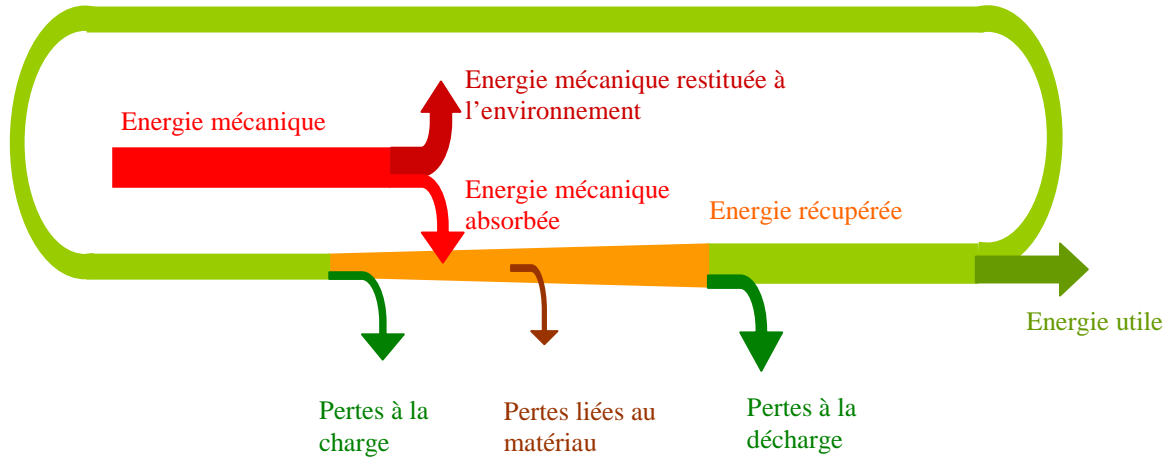 Energie mécanique restituée à
l’environnement
Energie mécanique
Energie mécanique
absorbée
Energie récupérée
Energie utile
Pertes à la
charge
Pertes liées au
matériau
Pertes à la
décharge